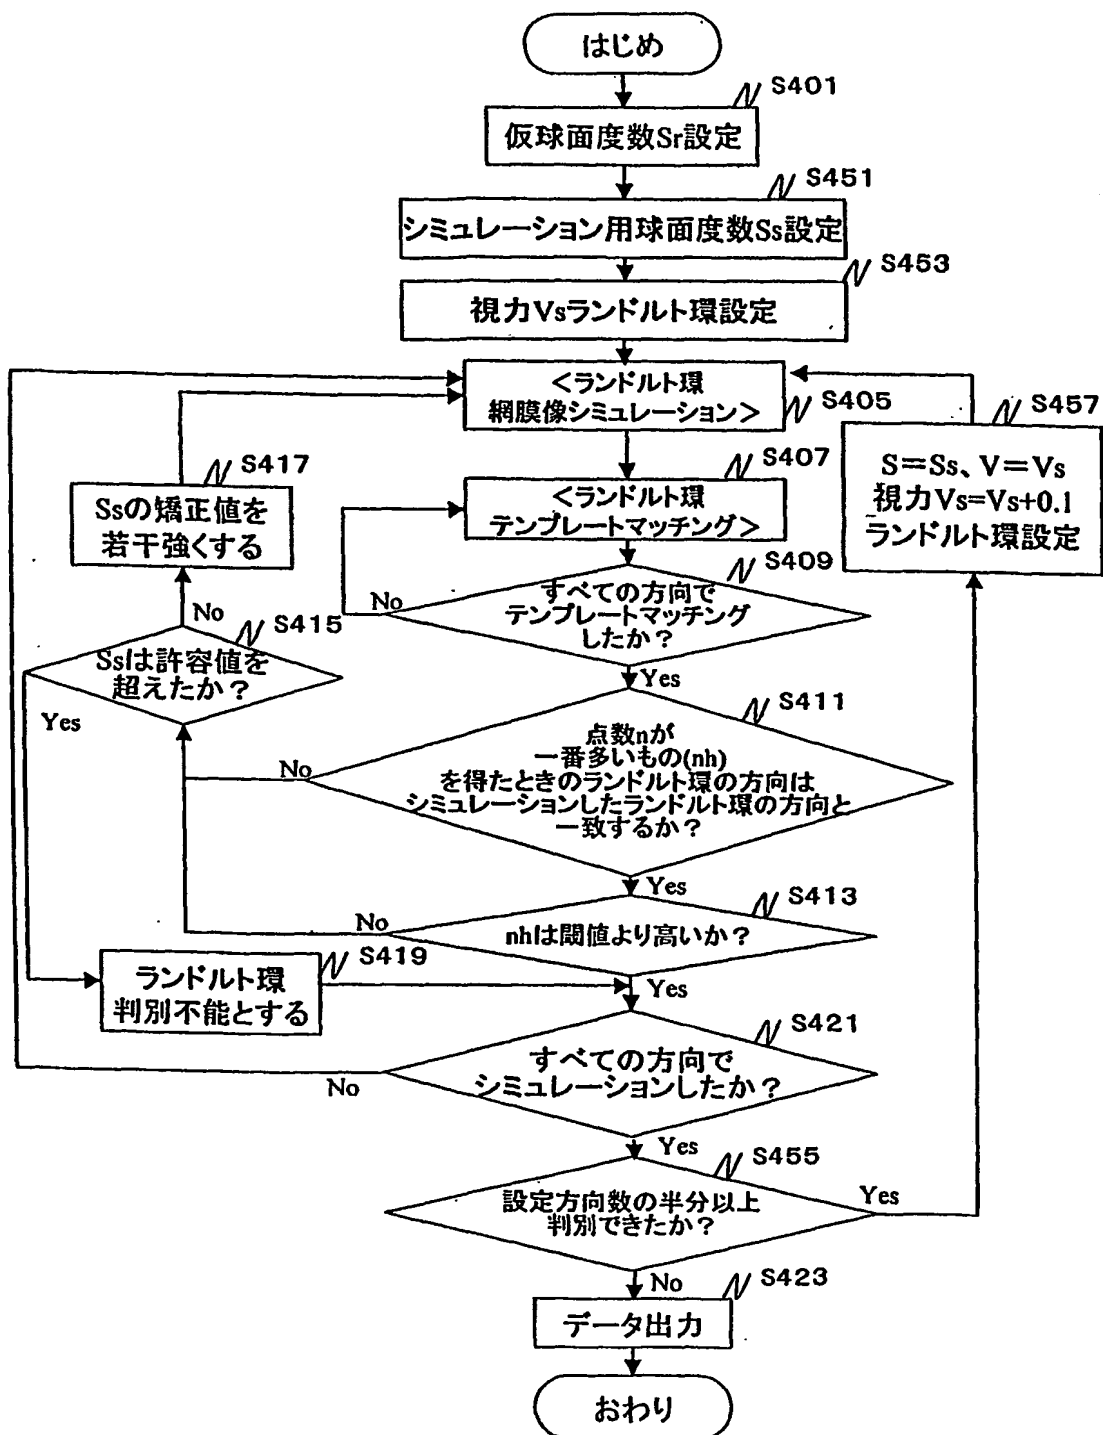 はじめ
S401
仮球面度数Sr設定
S451
シミュレーション用球面度数Ss設定
S453
視力Vsランドルト環設定
<ランドルト環
網膜像シミュレーション>
S405
S457
S=Ss、V=Vs
視力Vs=Vs+0.1
ランドルト環設定
S417
Ssの矯正値を
若干強くする
S407
<ランドルト環
テンプレートマッチング>
S409
No
すべての方向で
テンプレートマッチング
したか?
Yes
No
S415
Ssは許容値を
超えたか?
Yes
S411
点数nが
一番多いもの(nh)
を得たときのランドルト環の方向は
シミュレーションしたランドルト環の方向と
一致するか?
No
Yes
S413
No
nhは閾値より高いか?
Yes
S419
ランドルト環
判別不能とする
S421
すべての方向で
シミュレーションしたか?
No
Yes
S455
設定方向数の半分以上
判別できたか?
Yes
No
S423
データ出力
おわり